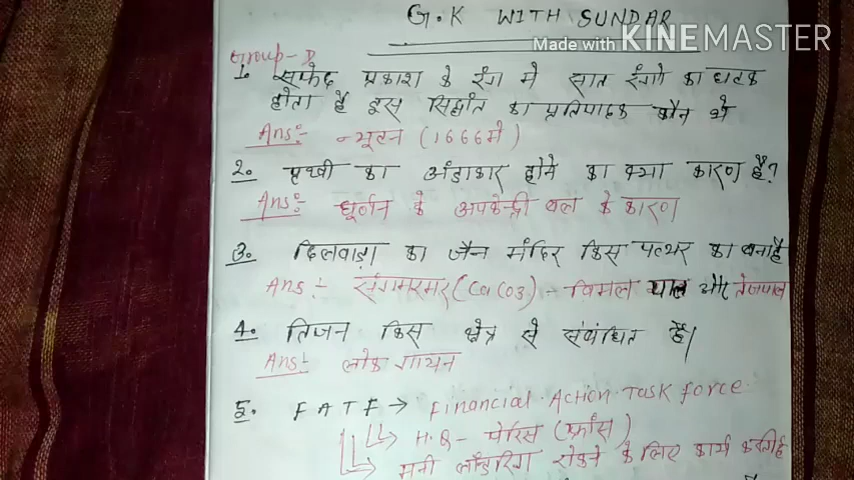 G.K WITH SUNDAR
Made with KINEMASTER
Group-D
1. सफेद प्रकाश के रंग मे सात रंगो का घटक
होता है इस सिद्धांत का प्रतिपादक कौन थे
Ans:- न्यूटन (1666मे)
2. पृथ्वी का अंडाकार होने का क्या कारण है?
Ans:- घूर्णन के अपकेन्द्री बल के कारण
3. दिलवाड़ा का जैन मंदिर किस पत्थर का बना है
Ans:- संगमरमर (CaCO3) - विमल पाल और तेजपाल
4. तिजन किस क्षेत्र से संबंधित है।
Ans:- लोक गायन
5. FATF → Financial Action Task force
→ H.Q - पेरिस (फ्रांस)
→ मनी लॉंडरिंग रोकने के लिए कार्य करती है